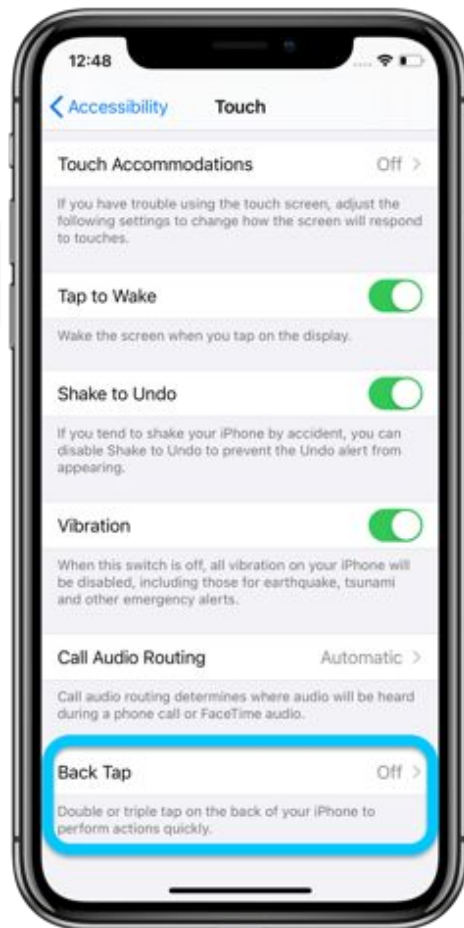 12:48
Accessibility
Touch
Touch Accommodations
Off
If you have trouble using the touch screen, adjust the
following settings to change how the screen will respond
to touches.
Tap to Wake
Wake the screen when you tap on the display.
Shake to Undo
If you tend to shake your iPhone by accident, you can
disable Shake to Undo to prevent the Undo alert from
appearing.
Vibration
When this switch is off, all vibration on your iPhone will
be disabled, including those for earthquake, tsunami
and other emergency alerts.
Call Audio Routing
Automatic
Call audio routing determines where audio will be heard
during a phone call or FaceTime audio.
Back Tap
Off
Double or triple tap on the back of your iPhone to
perform actions quickly.